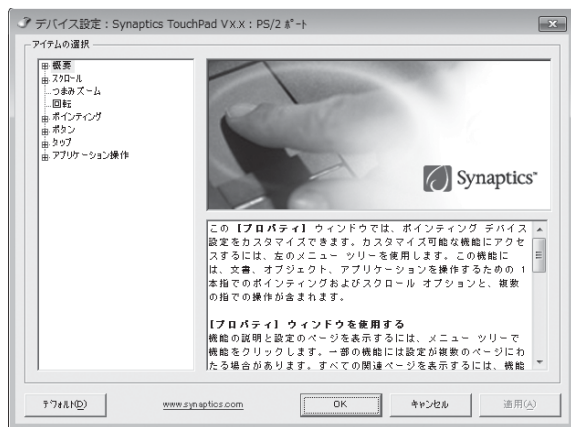 デバイス設定：Synaptics TouchPad VX.X：PS/2 ﾎﾟｰﾄ
アイテムの選択
概要
スクロール
つまみズーム
回転
ポインティング
ボタン
タップ
アプリケーション操作
Synaptics™
この【プロパティ】ウィンドウでは、ポインティング デバイス
設定をカスタマイズできます。カスタマイズ可能な機能にアクセ
スするには、左のメニュー ツリーを使用します。この機能に
は、文書、オブジェクト、アプリケーションを操作するための 1
本指でのポインティングおよびスクロール オプションと、複数
の指での操作が含まれます。
【プロパティ】ウィンドウを使用する
機能の説明と設定のページを表示するには、メニュー ツリーで
機能をクリックします。一部の機能には設定が複数のページにわ
たる場合があります。すべての関連ページを表示するには、機能
ﾃﾞﾌｫﾙﾄ(D)
www.synaptics.com
OK
キャンセル
適用(A)